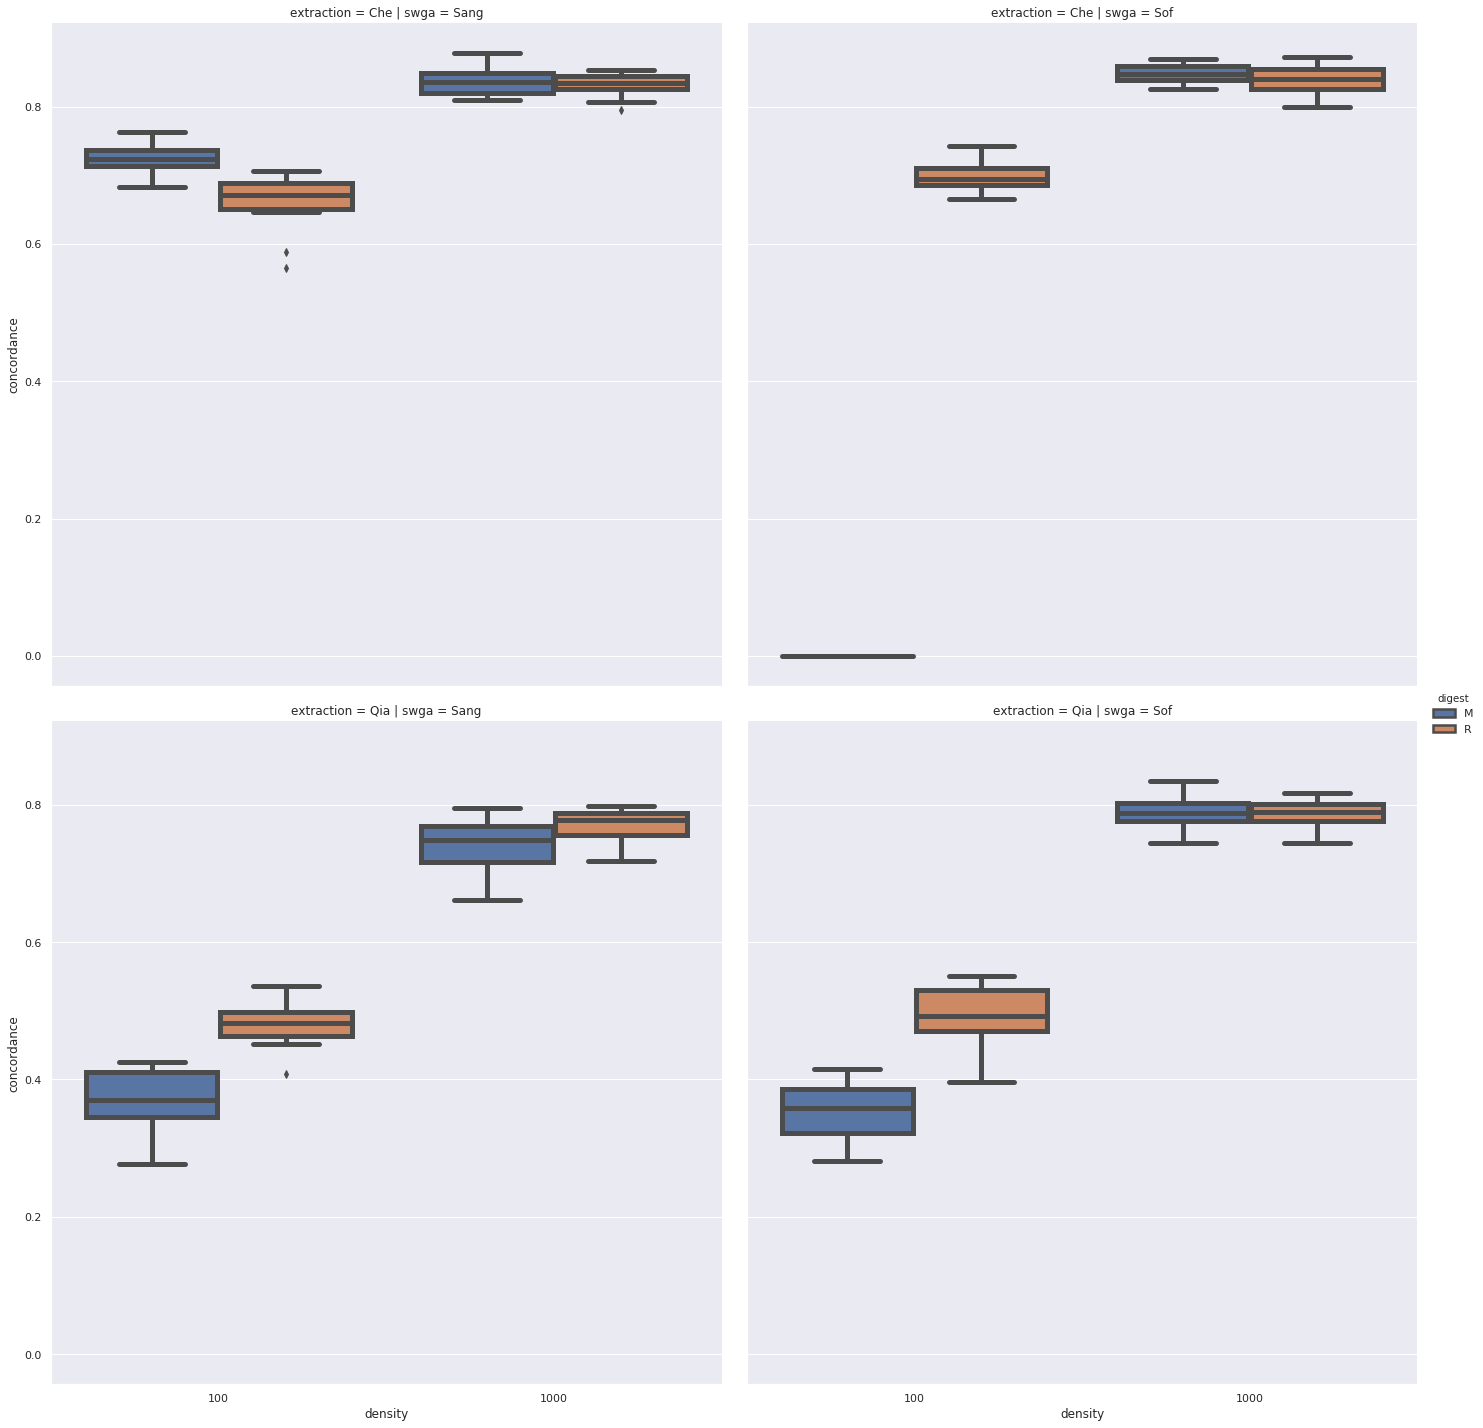 extraction = Che | swga = Sang
extraction = Che | swga = Sof
concordance
0.8
0.6
0.4
0.2
0.0
digest
M
R
extraction = Qia | swga = Sang
extraction = Qia | swga = Sof
concordance
0.8
0.6
0.4
0.2
0.0
100
1000
100
1000
density
density